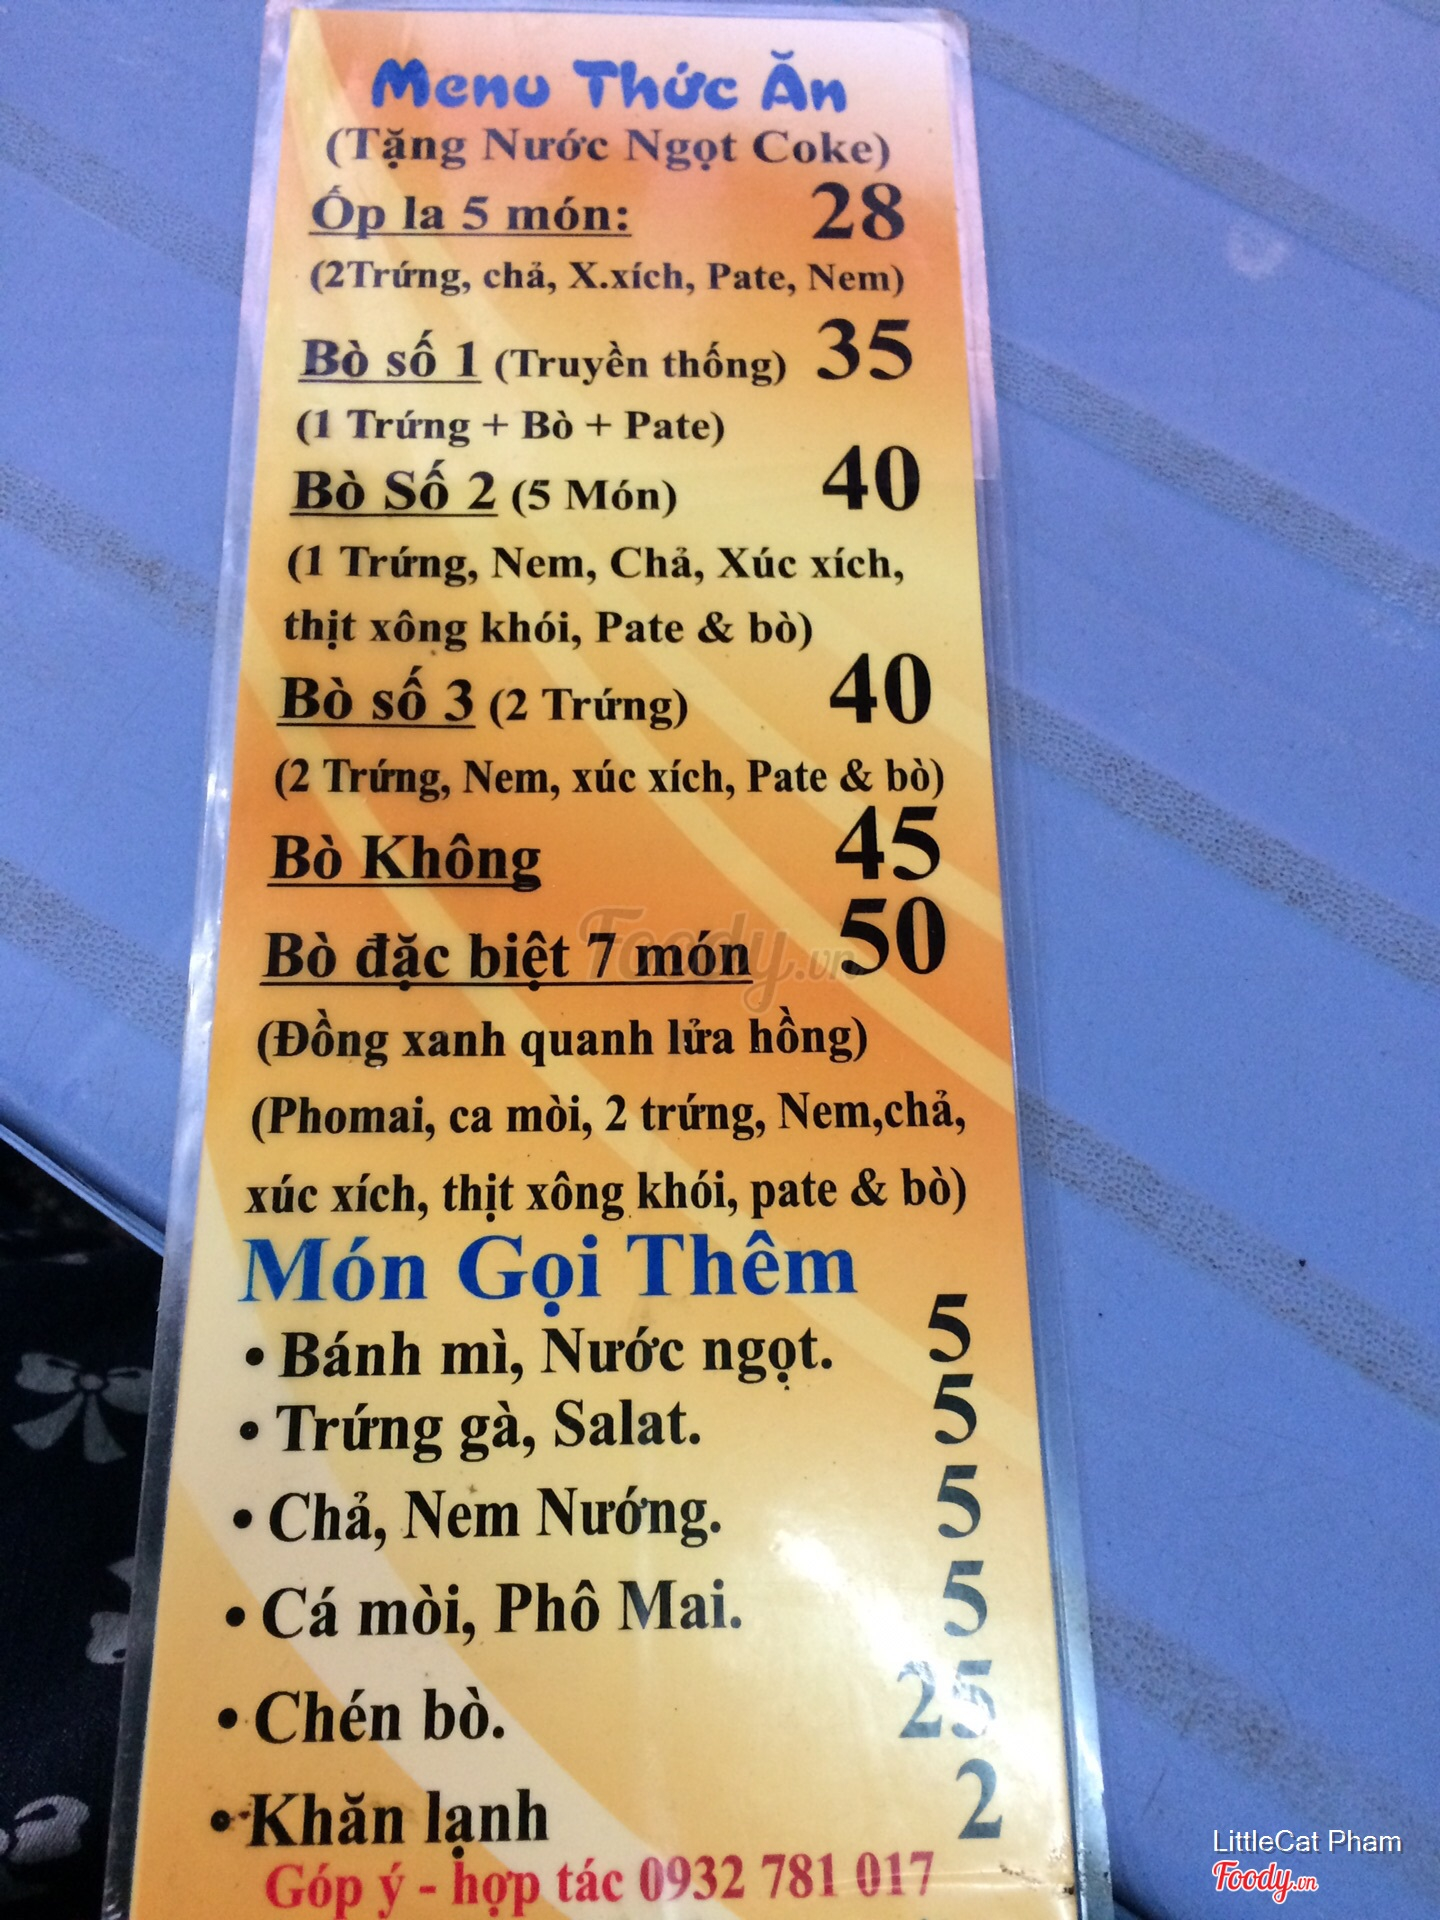 Menu Thức Ăn
(Tặng Nước Ngọt Coke)
Ốp la 5 món: 28
(2Trứng, chả, X.xích, Pate, Nem)
Bò số 1 (Truyền thống) 35
(1 Trứng + Bò + Pate)
Bò Số 2 (5 Món) 40
(1 Trứng, Nem, Chả, Xúc xích,
thịt xông khói, Pate & bò)
Bò số 3 (2 Trứng) 40
(2 Trứng, Nem, xúc xích, Pate & bò)
Bò Không 45
Bò đặc biệt 7 món 50
(Đồng xanh quanh lửa hồng)
(Phomai, ca mòi, 2 trứng, Nem,chả,
xúc xích, thịt xông khói, pate & bò)
Món Gọi Thêm
• Bánh mì, Nước ngọt. 5
• Trứng gà, Salat. 5
• Chả, Nem Nướng. 5
• Cá mòi, Phô Mai. 5
• Chén bò. 25
• Khăn lạnh 2
Góp ý - hợp tác 0932 781 017
Foody.vn
LittleCat Pham
Foody.vn